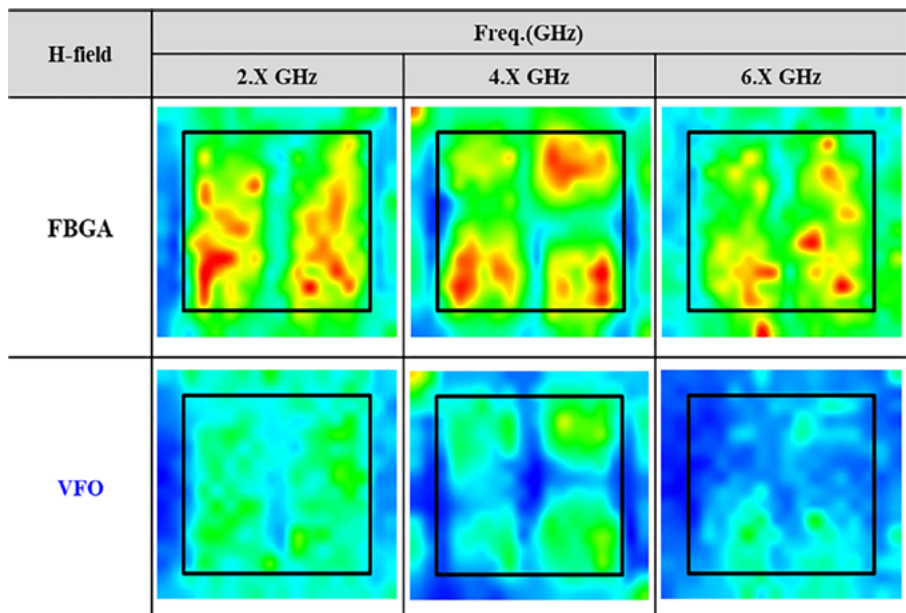 H-field
Freq.(GHz)
2.X GHz
4.X GHz
6.X GHz
FBGA
VFO